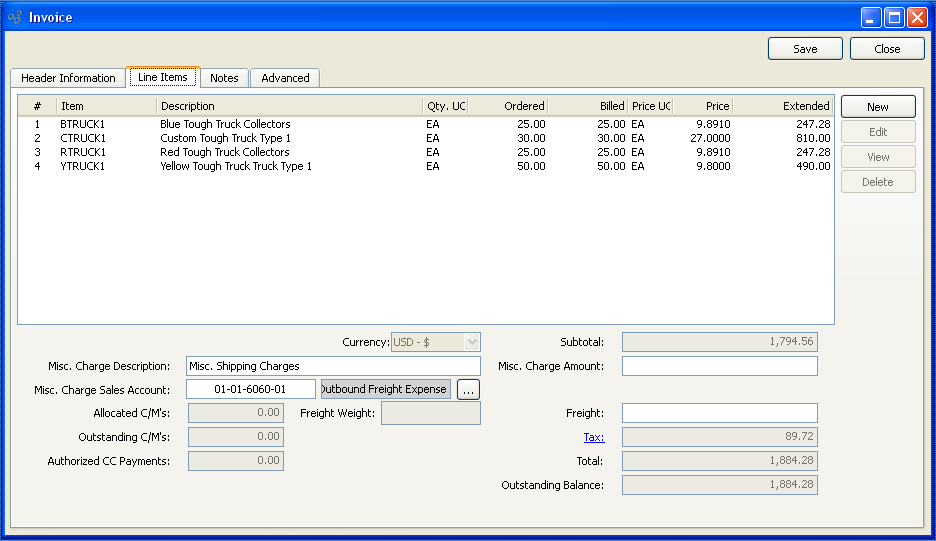 Invoice
Save Close
Header Information Line Items Notes Advanced
# Item Description Qty. UC Ordered Billed Price UC Price Extended New
1 BTRUCK1 Blue Tough Truck Collectors EA 25.00 25.00 EA 9.8910 247.28
Edit
2 CTRUCK1 Custom Tough Truck Type 1 EA 30.00 30.00 EA 27.0000 810.00
3 RTRUCK1 Red Tough Truck Collectors EA 25.00 25.00 EA 9.8910 247.28
View
4 YTRUCK1 Yellow Tough Truck Truck Type 1 EA 50.00 50.00 EA 9.8000 490.00
Delete
Currency: USD - $ Subtotal: 1,794.56
Misc. Charge Description: Misc. Shipping Charges Misc. Charge Amount:
Misc. Charge Sales Account: 01-01-6060-01 Outbound Freight Expense ...
Allocated C/M's: 0.00 Freight Weight: Freight:
Outstanding C/M's: 0.00 Tax: 89.72
Authorized CC Payments: 0.00 Total: 1,884.28
Outstanding Balance: 1,884.28